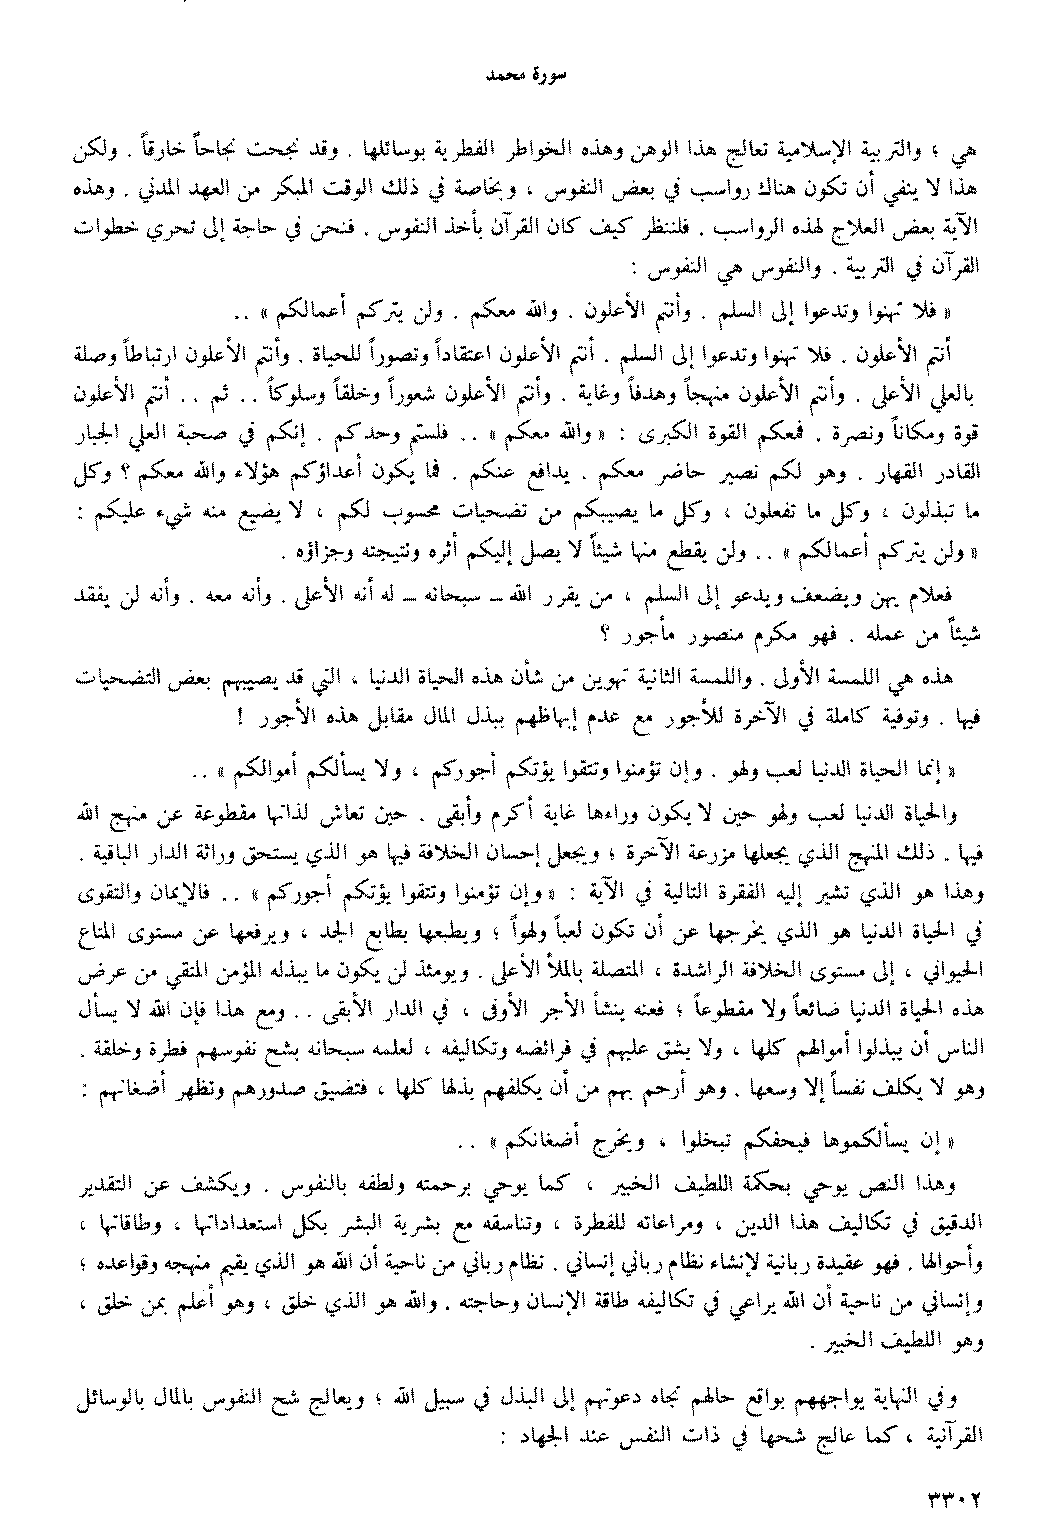 سورة محمد
هي ؛ والتربية الإسلامية تعالج هذا الوهن وهذه الخواطر الفطرية بوسائلها . وقد نجحت نجاحاً خارقاً . ولكن
هذا لا ينفي أن تكون هناك رواسب في بعض النفوس ، وبخاصة في ذلك الوقت المبكر من العهد المدني . وهذه
الآية بعض العلاج لهذه الرواسب . فلننظر كيف كان القرآن يأخذ النفوس . فنحن في حاجة إلى تحري خطوات
القرآن في التربية . والنفوس هي النفوس :
« فلا تهنوا وتدعوا إلى السلم . وأنتم الأعلون . والله معكم . ولن يتركم أعمالكم » ..
أنتم الأعلون . فلا تهنوا وتدعوا إلى السلم . أنتم الأعلون اعتقاداً وتصوراً للحياة . وأنتم الأعلون ارتباطاً وصلة
بالعلي الأعلى . وأنتم الأعلون منهجاً وهدفاً وغاية . وأنتم الأعلون شعوراً وخلقاً وسلوكاً .. ثم .. أنتم الأعلون
قوة ومكاناً ونصرة . فمعكم القوة الكبرى : « والله معكم » .. فلستم وحدكم . إنكم في صحبة العلي الجبار
القادر القهار . وهو لكم نصير حاضر معكم . يدافع عنكم . فما يكون أعداؤكم هؤلاء والله معكم ؟ وكل
ما تبذلون ، وكل ما تفعلون ، وكل ما يصيبكم من تضحيات محسوب لكم ، لا يضيع منه شيء عليكم :
« ولن يتركم أعمالكم » .. ولن يقطع منها شيئاً لا يصل إليكم أثره ونتيجته وجزاؤه .
فعلام يهن ويضعف ويدعو إلى السلم ، من يقرر الله – سبحانه – له أنه الأعلى . وأنه معه . وأنه لن يفقد
شيئاً من عمله . فهو مكرم منصور مأجور ؟
هذه هي اللمسة الأولى . واللمسة الثانية تهوين من شأن هذه الحياة الدنيا ، التي قد يصيبهم بعض التضحيات
فيها . وتوفية كاملة في الآخرة للأجور مع عدم إبهاظهم ببذل المال مقابل هذه الأجور !
« إنما الحياة الدنيا لعب ولهو . وإن تؤمنوا وتتقوا يؤتكم أجوركم ، ولا يسألكم أموالكم » ..
والحياة الدنيا لعب ولهو حين لا يكون وراءها غاية أكرم وأبقى . حين تعاش لذاتها مقطوعة عن منهج الله
فيها . ذلك المنهج الذي يجعلها مزرعة الآخرة ؛ ويجعل إحسان الخلافة فيها هو الذي يستحق وراثة الدار الباقية .
وهذا هو الذي تشير إليه الفقرة التالية في الآية : « وإن تؤمنوا وتتقوا يؤتكم أجوركم » .. فالإيمان والتقوى
في الحياة الدنيا هو الذي يخرجها عن أن تكون لعباً ولهواً ؛ ويطبعها بطابع الجد ، ويرفعها عن مستوى المتاع
الحيواني ، إلى مستوى الخلافة الراشدة ، المتصلة بالملأ الأعلى . ويومئذ لن يكون ما يبذله المؤمن المتقي من عرض
هذه الحياة الدنيا ضائعاً ولا مقطوعاً ؛ فعنه ينشأ الأجر الأوفى ، في الدار الأبقى .. ومع هذا فإن الله لا يسأل
الناس أن يبذلوا أموالهم كلها ، ولا يشق عليهم في فرائضه وتكاليفه ، لعلمه سبحانه بشح نفوسهم فطرة وخلقة .
وهو لا يكلف نفساً إلا وسعها . وهو أرحم بهم من أن يكلفهم بذلها كلها ، فتضيق صدورهم وتظهر أضغانهم :
« إن يسألكموها فيحفكم تبخلوا ، ويخرج أضغانكم » ..
وهذا النص يوحي بحكمة اللطيف الخبير ، كما يوحي برحمته ولطفه بالنفوس . ويكشف عن التقدير
الدقيق في تكاليف هذا الدين ، ومراعاته للفطرة ، وتناسقه مع بشرية البشر بكل استعداداتها ، وطاقاتها ،
وأحوالها . فهو عقيدة ربانية لإنشاء نظام رباني إنساني . نظام رباني من ناحية أن الله هو الذي يقيم منهجه وقواعده ؛
وإنساني من ناحية أن الله يراعي في تكاليفه طاقة الإنسان وحاجته . والله هو الذي خلق ، وهو أعلم بمن خلق ،
وهو اللطيف الخبير .
وفي النهاية يواجههم بواقع حالهم تجاه دعوتهم إلى البذل في سبيل الله ؛ ويعالج شح النفوس بالمال بالوسائل
القرآنية ، كما عالج شحها في ذات النفس عند الجهاد :
٣٣٠٢